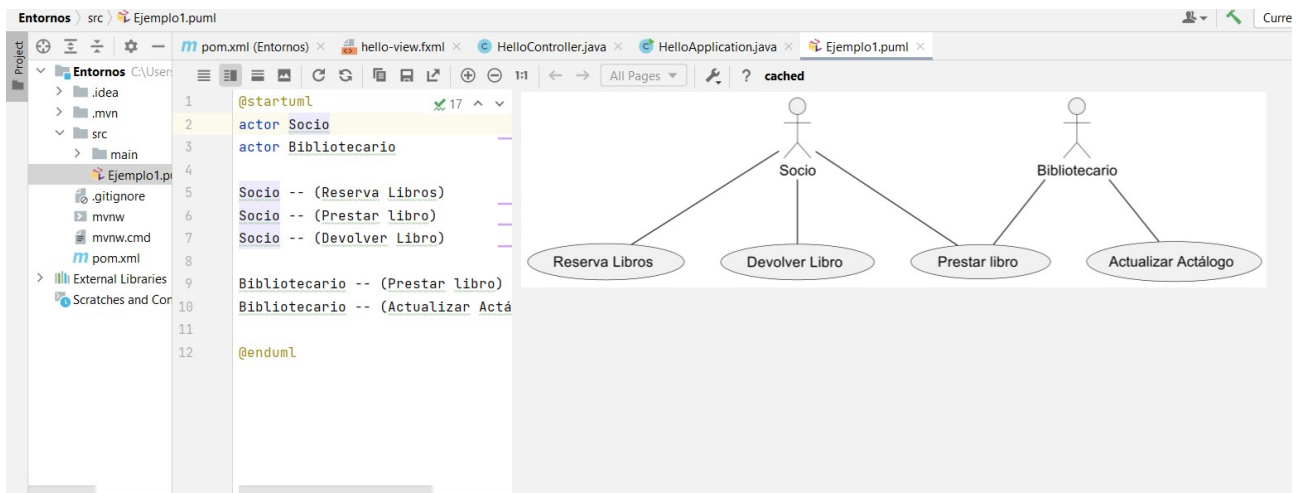 Entornos > src > Ejemplo1.puml
Curre
Project
pom.xml (Entornos)
hello-view.fxml
HelloController.java
HelloApplication.java
Ejemplo1.puml
Entornos C:\User
.idea
.mvn
src
main
Ejemplo1.pu
.gitignore
mvnw
mvnw.cmd
pom.xml
External Libraries
Scratches and Con
1:1
All Pages
?
cached
17
1 @startuml
2 actor Socio
3 actor Bibliotecario
4
5 Socio -- (Reserva Libros)
6 Socio -- (Prestar libro)
7 Socio -- (Devolver Libro)
8
9 Bibliotecario -- (Prestar libro)
10 Bibliotecario -- (Actualizar Actá
11
12 @enduml
Socio
Bibliotecario
Reserva Libros
Devolver Libro
Prestar libro
Actualizar Actálogo